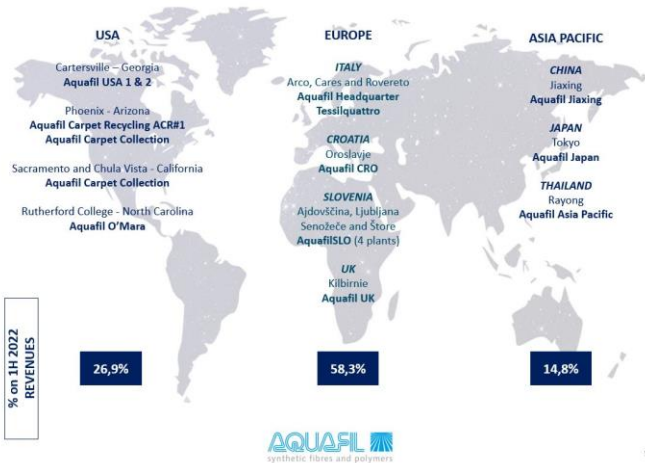 USA
Cartersville – Georgia
Aquafil USA 1 & 2
Phoenix - Arizona
Aquafil Carpet Recycling ACR#1
Aquafil Carpet Collection
Sacramento and Chula Vista - California
Aquafil Carpet Collection
Rutherford College - North Carolina
Aquafil O'Mara
EUROPE
ITALY
Arco, Cares and Rovereto
Aquafil Headquarter
Tessilquattro
CROATIA
Oroslavje
Aquafil CRO
SLOVENIA
Ajdovščina, Ljubljana
Senožeče and Štore
AquafilSLO (4 plants)
UK
Kilbirnie
Aquafil UK
ASIA PACIFIC
CHINA
Jiaxing
Aquafil Jiaxing
JAPAN
Tokyo
Aquafil Japan
THAILAND
Rayong
Aquafil Asia Pacific
% on 1H 2022
REVENUES
26,9%
58,3%
14,8%
AQUAFIL
synthetic fibres and polymers